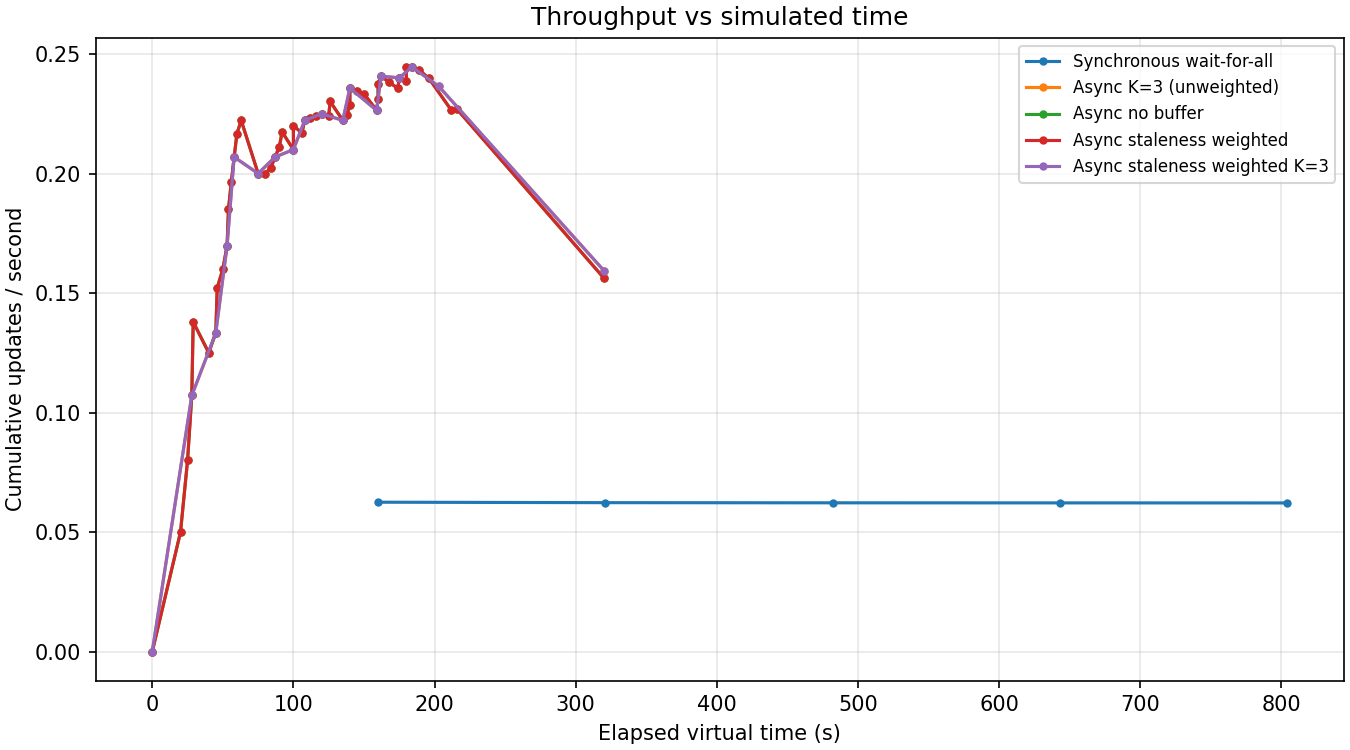 Throughput vs simulated time
Cumulative updates / second
0.25
0.20
0.15
0.10
0.05
0.00
Synchronous wait-for-all
Async K=3 (unweighted)
Async no buffer
Async staleness weighted
Async staleness weighted K=3
0 100 200 300 400 500 600 700 800
Elapsed virtual time (s)